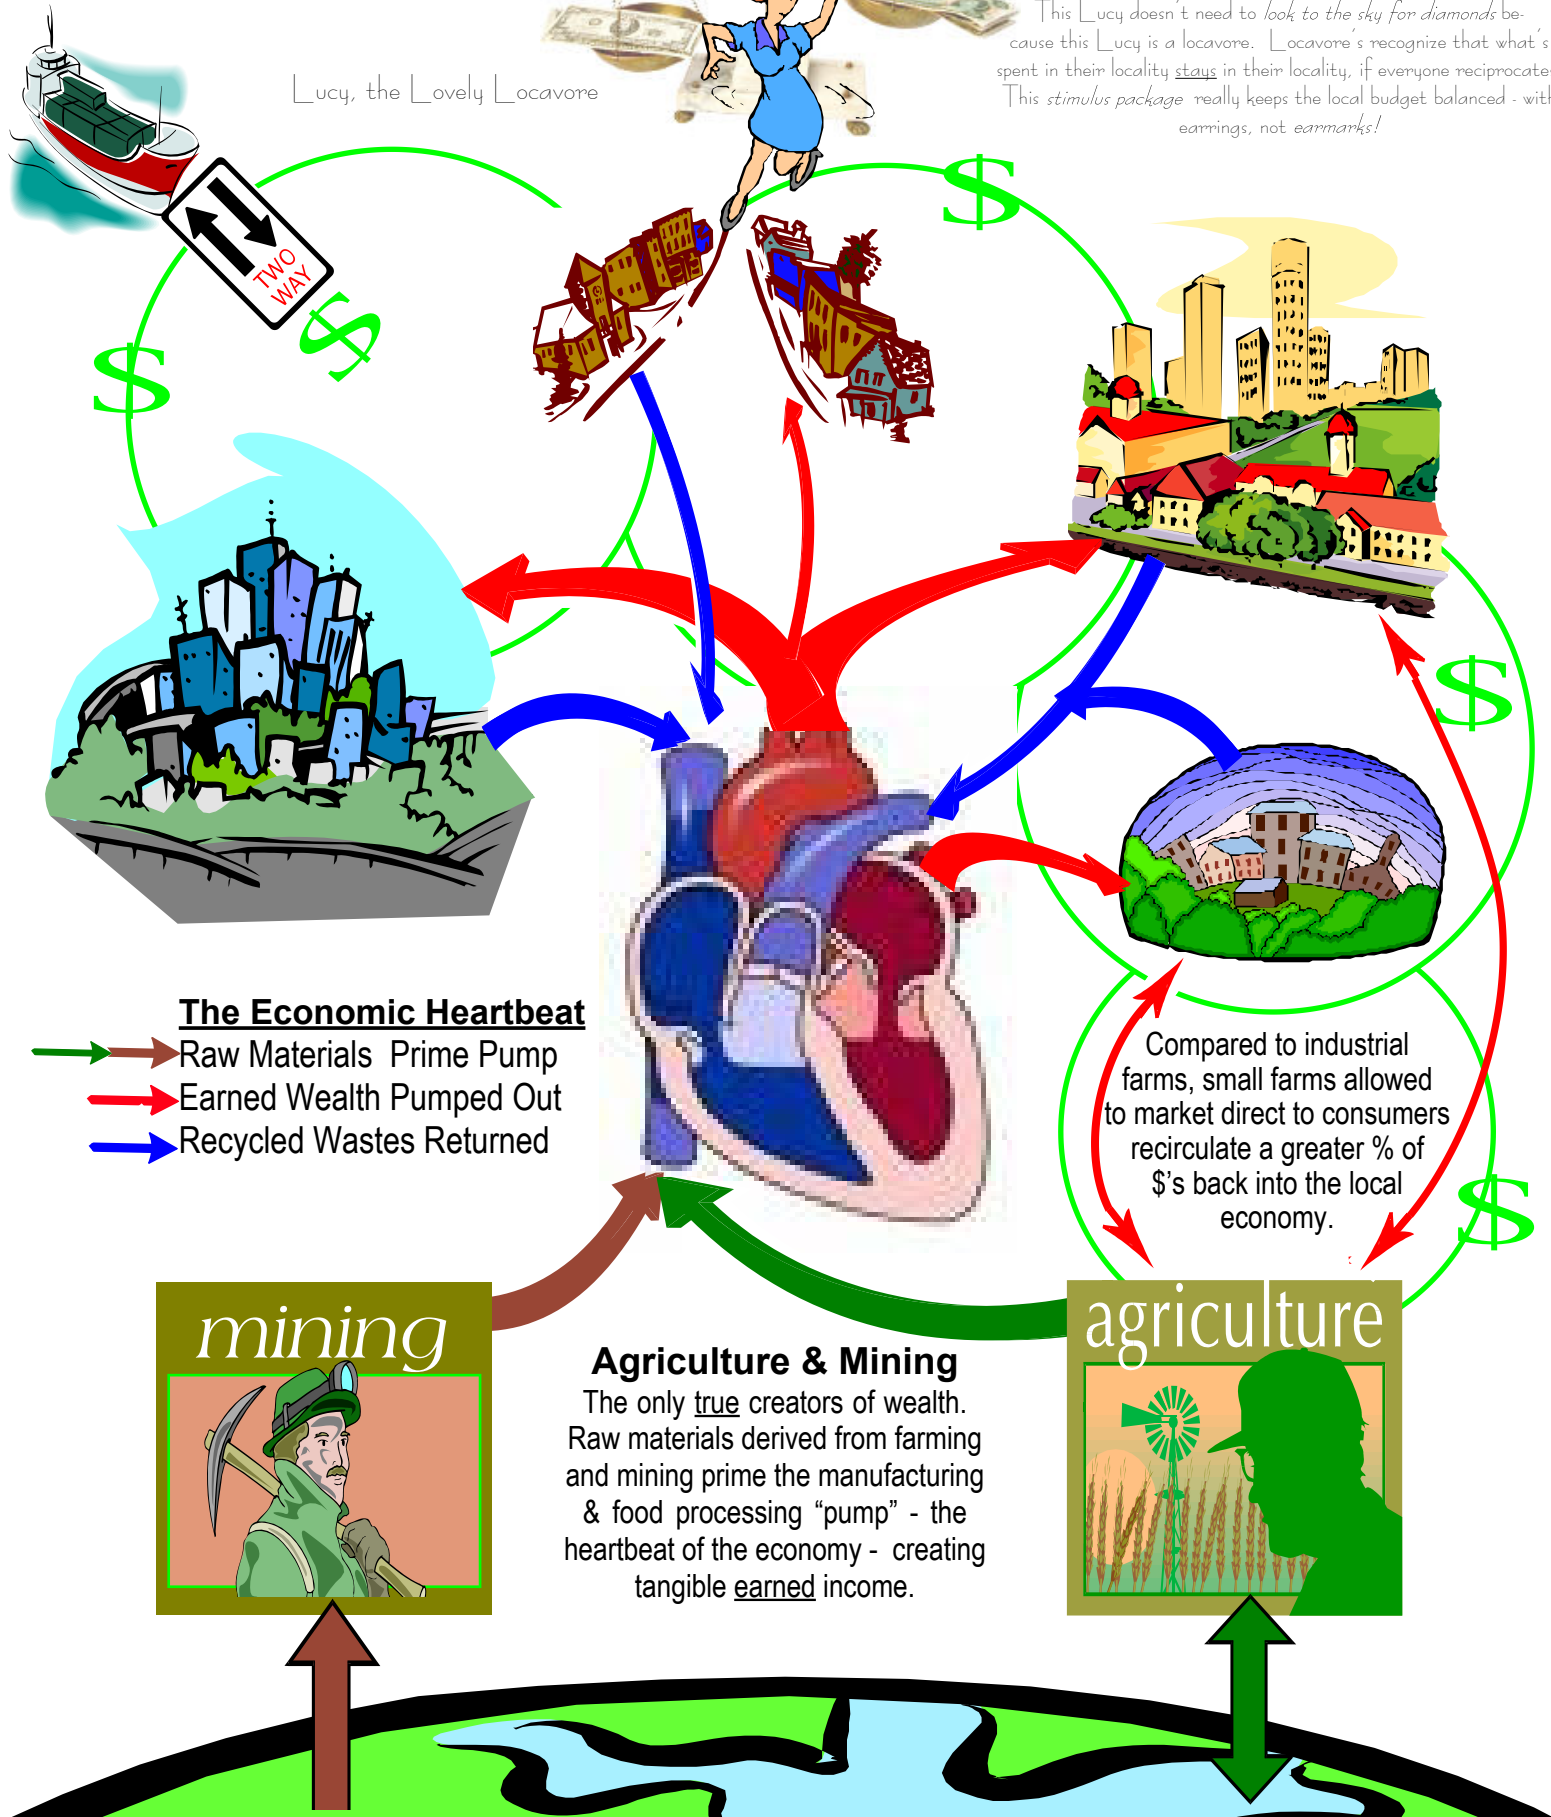 This Lucy doesn't need to look to the sky for diamonds be-
cause this Lucy is a locavore. Locavore's recognize that what's
spent in their locality stays in their locality, if everyone reciprocate
This stimulus package really keeps the local budget balanced - with
earrings, not earmarks!
Lucy, the Lovely Locavore
TWO
WAY
$
$
$
$
$
The Economic Heartbeat
Raw Materials Prime Pump
Earned Wealth Pumped Out
Recycled Wastes Returned
Compared to industrial
farms, small farms allowed
to market direct to consumers
recirculate a greater % of
$'s back into the local
economy.
mining
agriculture
Agriculture & Mining
The only true creators of wealth.
Raw materials derived from farming
and mining prime the manufacturing
& food processing “pump” - the
heartbeat of the economy - creating
tangible earned income.